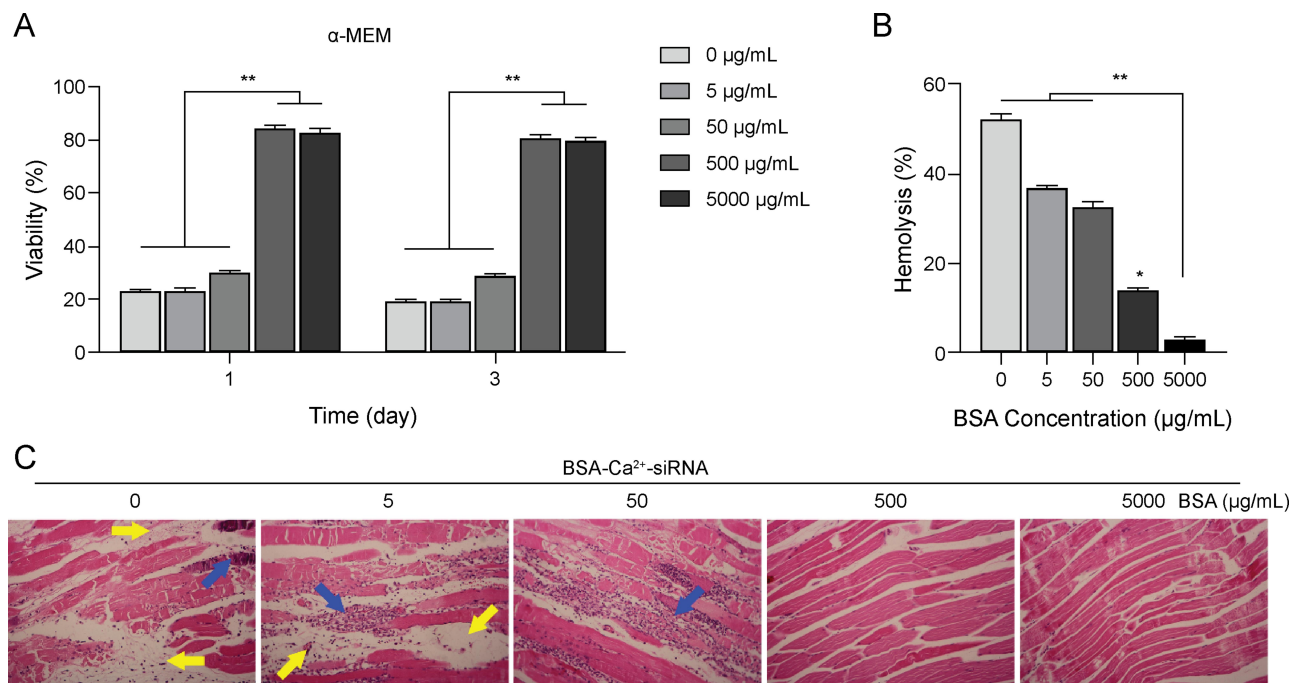 A
α-MEM
**
**
100
80
60
40
20
0
Viability (%)
1
3
Time (day)
0 µg/mL
5 µg/mL
50 µg/mL
500 µg/mL
5000 µg/mL
B
**
60
40
20
0
Hemolysis (%)
*
0 5 50 500 5000
BSA Concentration (µg/mL)
C
BSA-Ca²⁺-siRNA
0 5 50 500 5000 BSA (µg/mL)